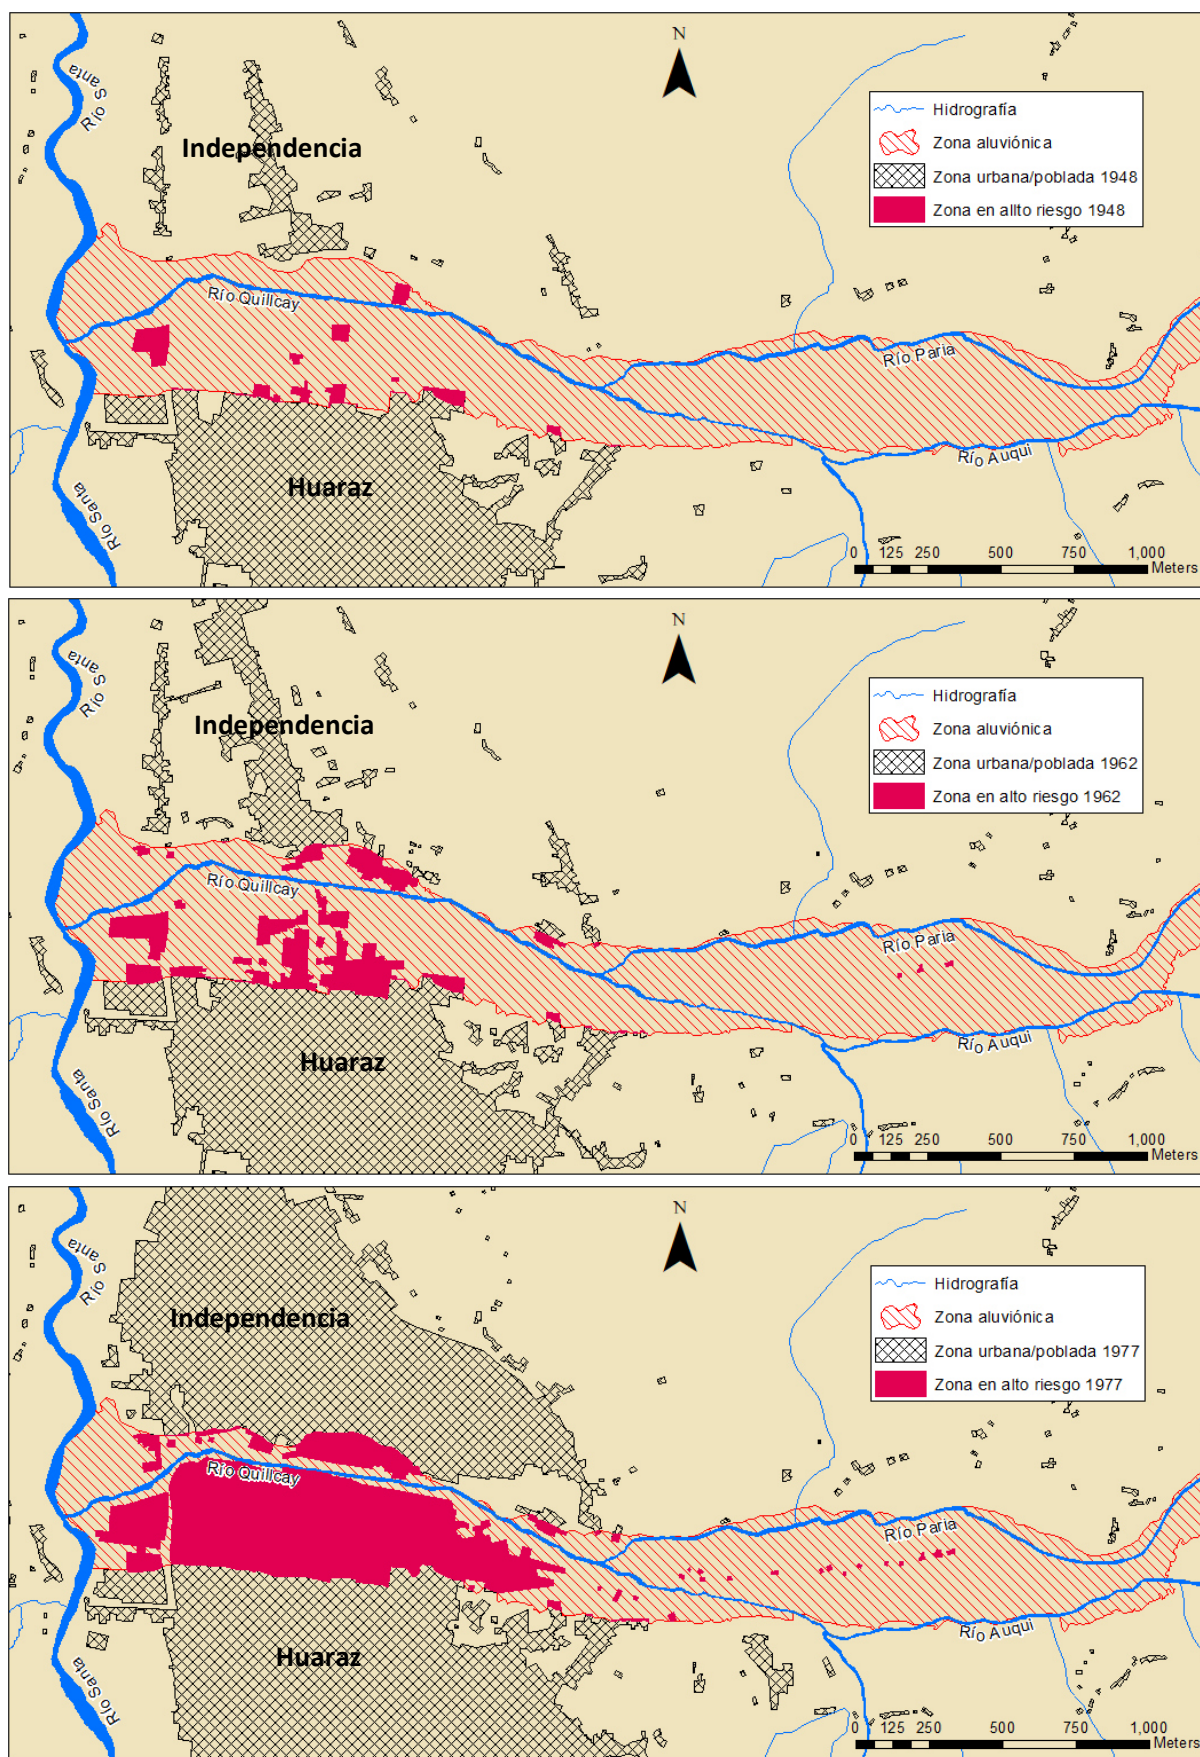 N
Río Santa
Independencia
Hidrografía
Zona aluviónica
Zona urbana/poblada 1948
Zona en allto riesgo 1948
Río Quillcay
Río Paria
Río Auqui
Huaraz
Río Santa
0 125 250 500 750 1,000
Meters
N
Río Santa
Independencia
Hidrografía
Zona aluviónica
Zona urbana/poblada 1962
Zona en alto riesgo 1962
Río Quillcay
Río Paria
Río Auqui
Huaraz
Río Santa
0 125 250 500 750 1,000
Meters
N
Río Santa
Independencia
Hidrografía
Zona aluviónica
Zona urbana/poblada 1977
Zona en alto riesgo 1977
Río Quillcay
Río Paria
Río Auqui
Huaraz
Río Santa
0 125 250 500 750 1,000
Meters